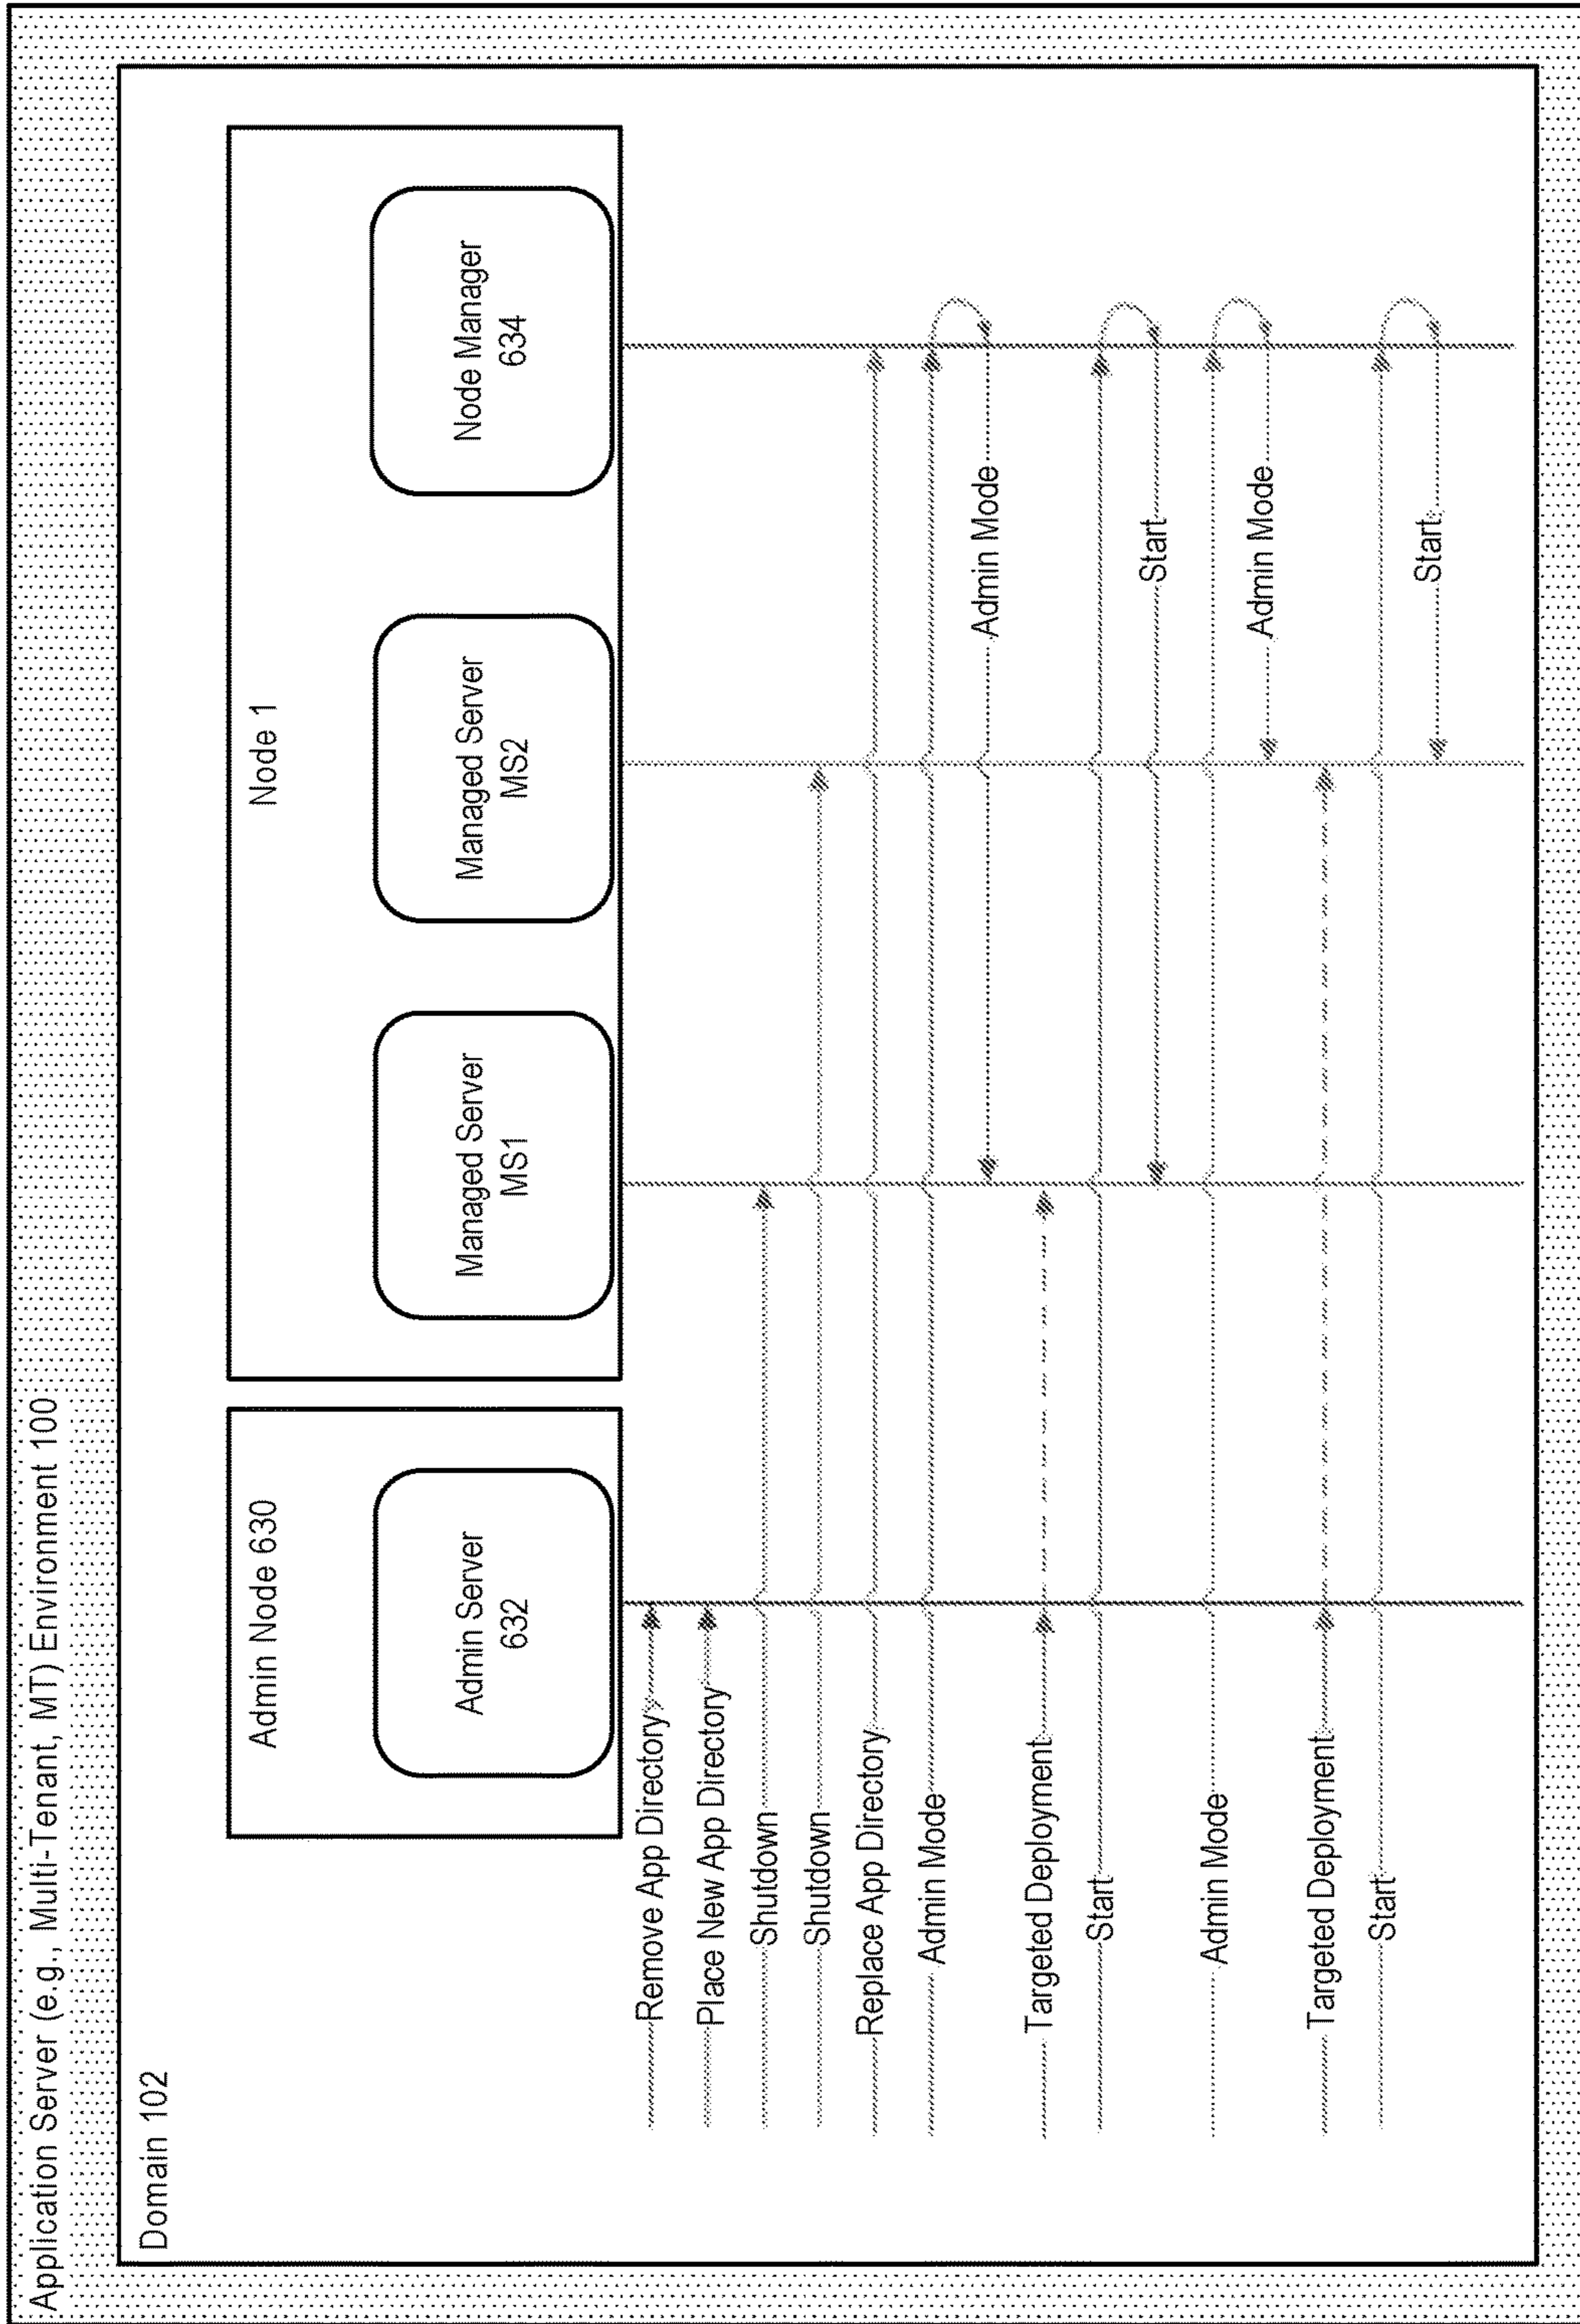 Application Server (e.g., Multi-Tenant, MT) Environment 100
Domain 102
Admin Node 630
Node 1
Admin Server
632
Managed Server
MS1
Managed Server
MS2
Node Manager
634
Remove App Directory
Place New App Directory
Shutdown
Shutdown
Replace App Directory
Admin Mode
Admin Mode
Targeted Deployment
Start
Start
Admin Mode
Admin Mode
Targeted Deployment
Start
Start